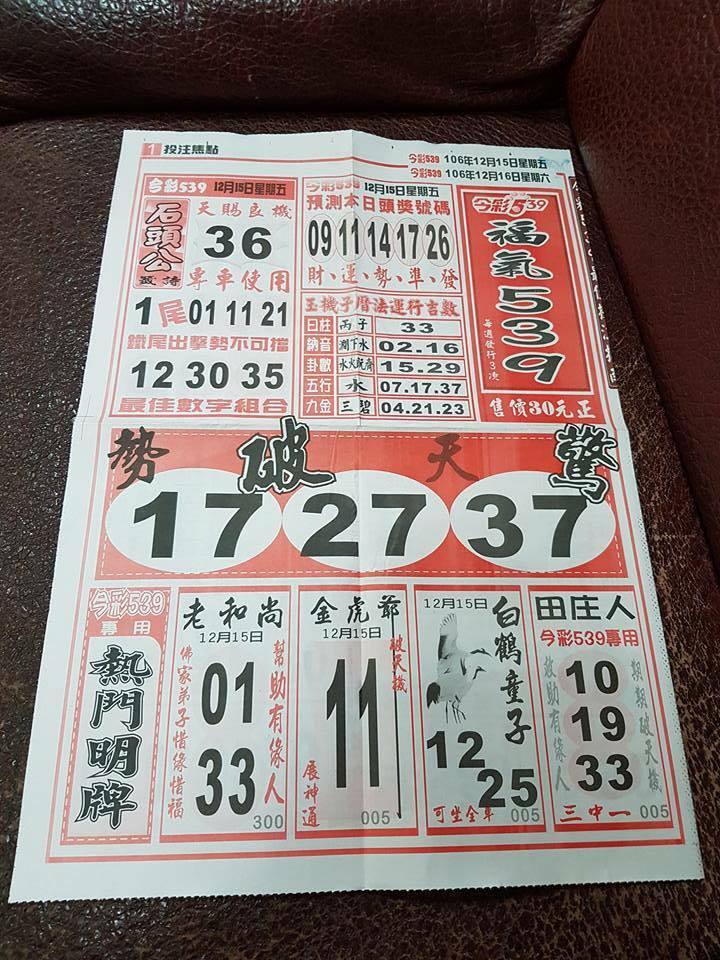 1 投注焦點
今彩539 106年12月15日星期五
今彩539 106年12月16日星期六
今彩539 12月15日星期五
石頭公
天賜良機
36
專車使用
1尾 01 11 21
鐵尾出擊勢不可擋
12 30 35
最佳數字組合
今彩539 12月15日星期五
預測本日頭獎號碼
09 11 14 17 26
財、運、勢、準、發
玉機子曆法運行吉數
日柱 丙子 33
納音 澗下水 02.16
卦歇 水火既濟 15.29
五行 水 07.17.37
九金 三碧 04.21.23
今彩539
福氣539
每週發行3次
售價30元正
勢破天驚
17 27 37
今彩539
專用
熱門明牌
老和尚
12月15日
佛家弟子惜緣惜福
01
33
幫助有緣人
300
金虎爺
12月15日
破天機
11
展神通
005
12月15日
白鶴童子
12
25
可坐全車 005
田庄人
今彩539專用
救助有緣人
10
19
33
期期破天機
三中一 005